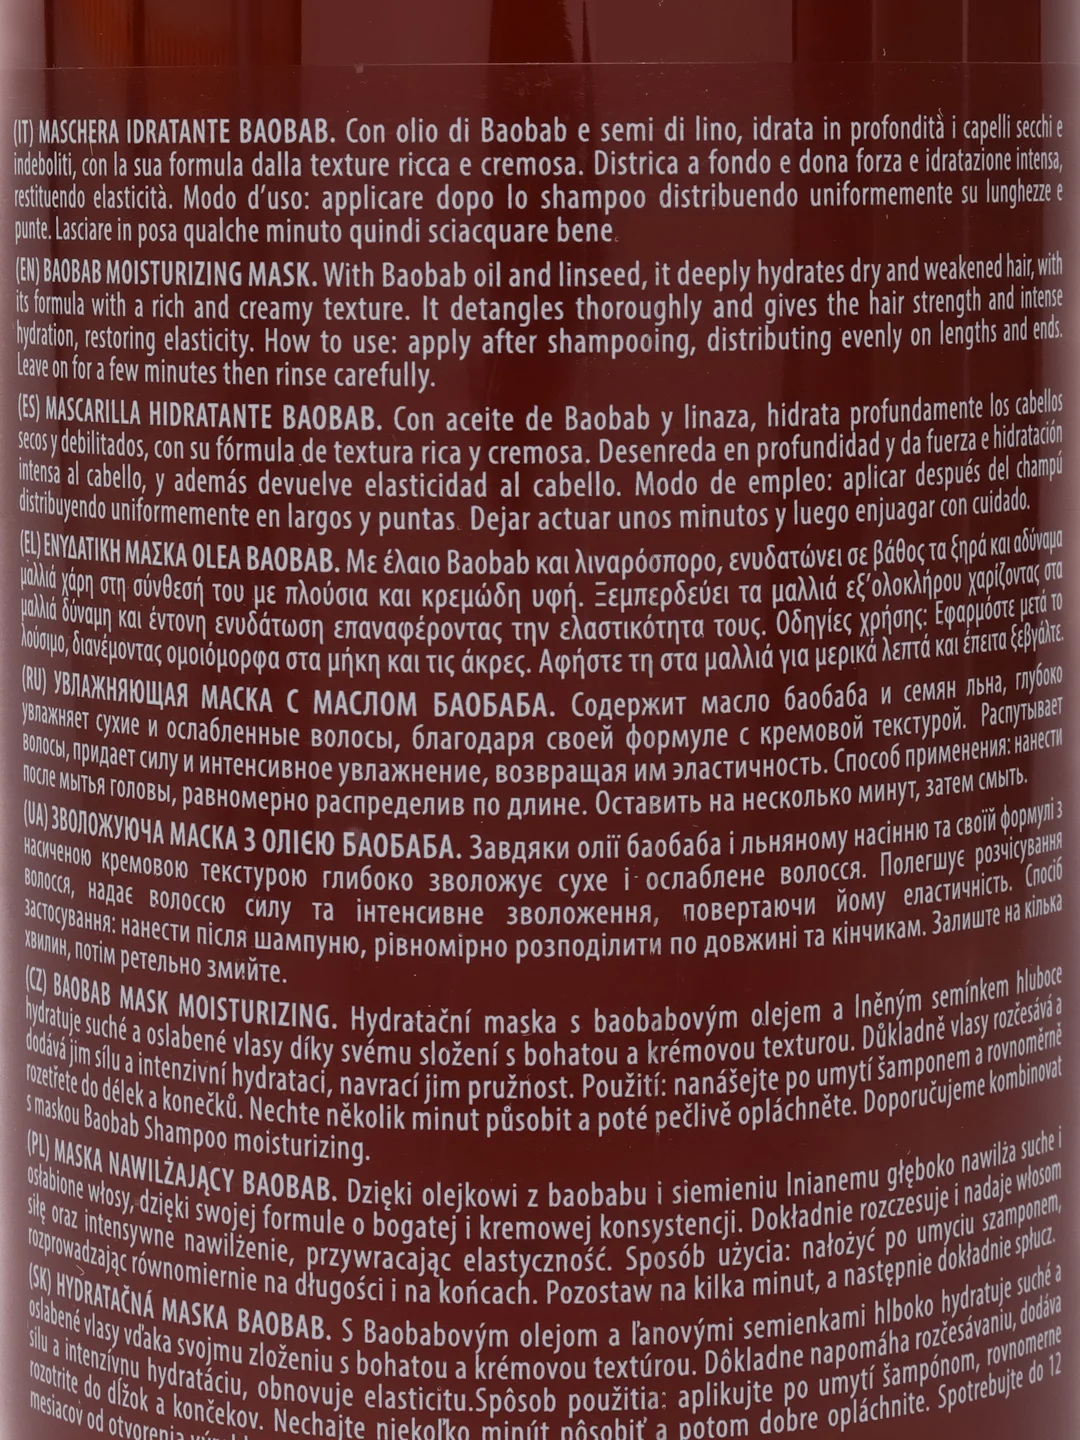 (IT) MASCHERA IDRATANTE BAOBAB. Con olio di Baobab e semi di lino, idrata in profondità i capelli secchi e
indeboliti, con la sua formula dalla texture ricca e cremosa. Districa a fondo e dona forza e idratazione intensa,
restituendo elasticità. Modo d'uso: applicare dopo lo shampoo distribuendo uniformemente su lunghezze e
punte. Lasciare in posa qualche minuto quindi sciacquare bene.
(EN) BAOBAB MOISTURIZING MASK. With Baobab oil and linseed, it deeply hydrates dry and weakened hair, with
its formula with a rich and creamy texture. It detangles thoroughly and gives the hair strength and intense
hydration, restoring elasticity. How to use: apply after shampooing, distributing evenly on lengths and ends.
Leave on for a few minutes then rinse carefully.
(ES) MASCARILLA HIDRATANTE BAOBAB. Con aceite de Baobab y linaza, hidrata profundamente los cabellos
secos y debilitados, con su fórmula de textura rica y cremosa. Desenreda en profundidad y da fuerza e hidratación
intensa al cabello, y además devuelve elasticidad al cabello. Modo de empleo: aplicar después del champú
distribuyendo uniformemente en largos y puntas. Dejar actuar unos minutos y luego enjuagar con cuidado.
(EL) ΕΝΥΔΑΤΙΚΗ ΜΑΣΚΑ OLEA BAOBAB. Με έλαιο Baobab και λιναρόσπορο, ενυδατώνει σε βάθος τα ξηρά και αδύναμα
μαλλιά χάρη στη σύνθεσή του με πλούσια και κρεμώδη υφή. Ξεμπερδεύει τα μαλλιά εξ'ολοκλήρου χαρίζοντας στα
μαλλιά δύναμη και έντονη ενυδάτωση επαναφέροντας την ελαστικότητα τους. Οδηγίες χρήσης: Εφαρμόστε μετά το
λούσιμο, διανέμοντας ομοιόμορφα στα μήκη και τις άκρες. Αφήστε τη στα μαλλιά για μερικά λεπτά και έπειτα ξεβγάλτε.
(RU) УВЛАЖНЯЮЩАЯ МАСКА С МАСЛОМ БАОБАБА. Содержит масло баобаба и семян льна, глубоко
увлажняет сухие и ослабленные волосы, благодаря своей формуле с кремовой текстурой. Распутывает
волосы, придает силу и интенсивное увлажнение, возвращая им эластичность. Способ применения: нанести
после мытья головы, равномерно распределив по длине. Оставить на несколько минут, затем смыть.
(UA) ЗВОЛОЖУЮЧА МАСКА З ОЛІЄЮ БАОБАБА. Завдяки олії баобаба і льняному насінню та своїй формулі з
насиченою кремовою текстурою глибоко зволожує сухе і ослаблене волосся. Полегшує розчісування
волосся, надає волоссю силу та інтенсивне зволоження, повертаючи йому еластичність. Спосіб
застосування: нанести після шампуню, рівномірно розподілити по довжині та кінчикам. Залиште на кілька
хвилин, потім ретельно змийте.
(CZ) BAOBAB MASK MOISTURIZING. Hydratační maska s baobabovým olejem a lněným semínkem hluboce
hydratuje suché a oslabené vlasy díky svému složení s bohatou a krémovou texturou. Důkladně vlasy rozčesává a
dodává jim sílu a intenzivní hydrataci, navrací jim pružnost. Použití: nanášejte po umytí šamponem a rovnoměrně
rozetřete do délek a konečků. Nechte několik minut působit a poté pečlivě opláchněte. Doporučujeme kombinovat
s maskou Baobab Shampoo moisturizing.
(PL) MASKA NAWILŻAJĄCY BAOBAB. Dzięki olejkowi z baobabu i siemieniu lnianemu głęboko nawilża suche i
osłabione włosy, dzięki swojej formule o bogatej i kremowej konsystencji. Dokładnie rozczesuje i nadaje włosom
siłę oraz intensywne nawilżenie, przywracając elastyczność. Sposób użycia: nałożyć po umyciu szamponem,
rozprowadzając równomiernie na długości i na końcach. Pozostaw na kilka minut, a następnie dokładnie spłucz.
(SK) HYDRATAČNÁ MASKA BAOBAB. S Baobabovým olejom a ľanovými semienkami hlboko hydratuje suché a
oslabené vlasy vďaka svojmu zloženiu s bohatou a krémovou textúrou. Dôkladne napomáha rozčesávaniu, dodáva
silu a intenzívnu hydratáciu, obnovuje elasticitu.Spôsob použitia: aplikujte po umytí šampónom, rovnomerne
rozotrite do dĺžok a končekov. Nechajte niekoľko minút pôsobiť a potom dobre opláchnite. Spotrebujte do 12
mesiacov od otvorenia